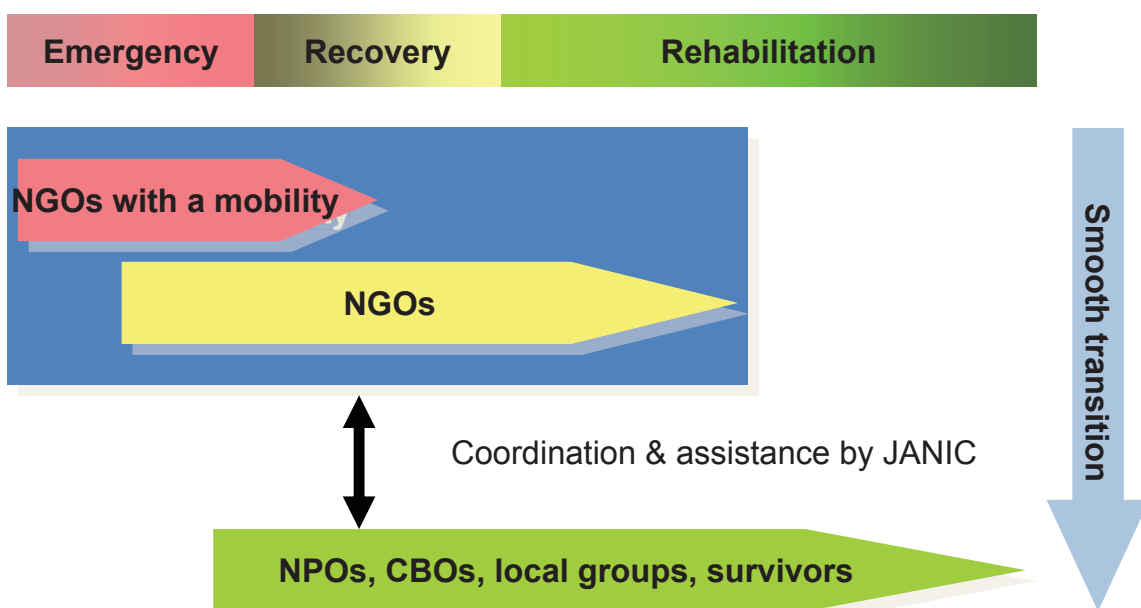 Emergency
Recovery
Rehabilitation
NGOs with a mobility
NGOs
Smooth transition
Coordination & assistance by JANIC
NPOs, CBOs, local groups, survivors